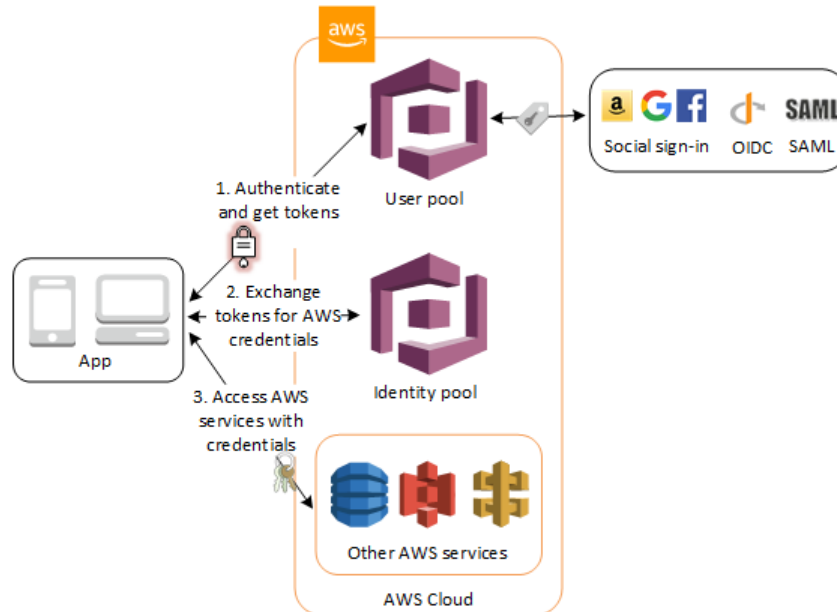 aws
a
G
f
SAML
Social sign-in
OIDC
SAML
1. Authenticate
and get tokens
User pool
2. Exchange
tokens for AWS
credentials
App
Identity pool
3. Access AWS
services with
credentials
Other AWS services
AWS Cloud